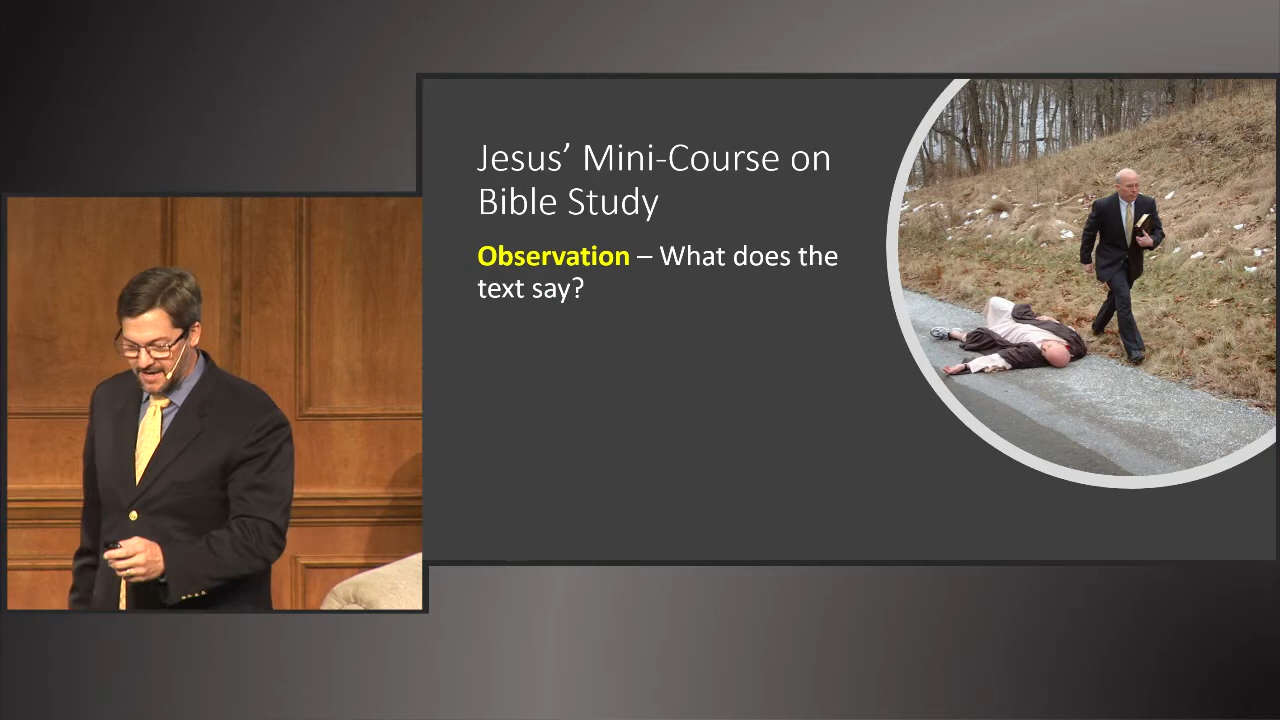 Jesus’ Mini-Course on
Bible Study
Observation – What does the
text say?